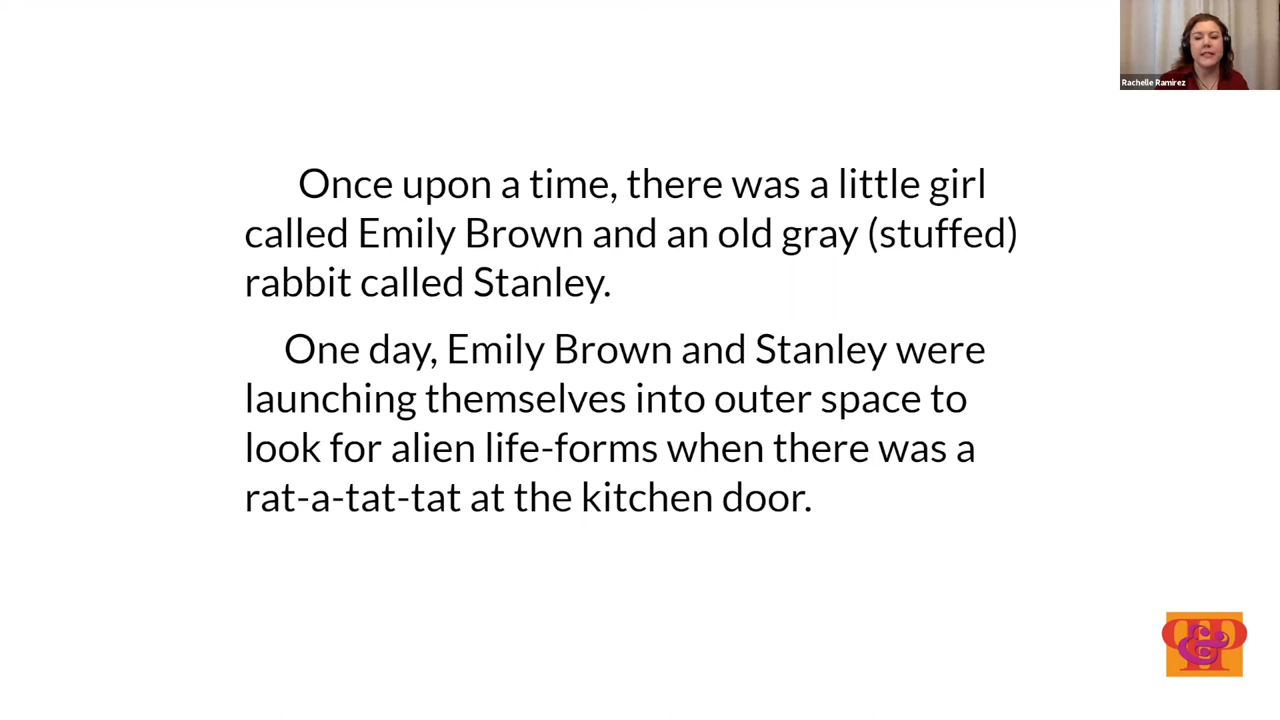 Rachelle Ramirez
Once upon a time, there was a little girl
called Emily Brown and an old gray (stuffed)
rabbit called Stanley.
One day, Emily Brown and Stanley were
launching themselves into outer space to
look for alien life-forms when there was a
rat-a-tat-tat at the kitchen door.
P&P